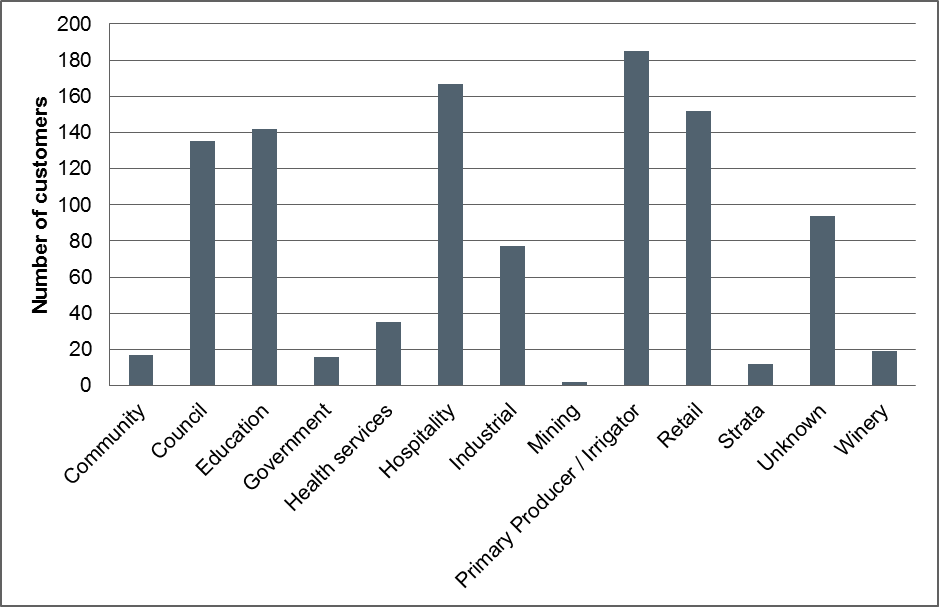 200
180
160
140
120
100
80
60
40
20
0
Number of customers
Community
Council
Education
Government
Health services
Hospitality
Industrial
Mining
Primary Producer / Irrigator
Retail
Strata
Unknown
Winery